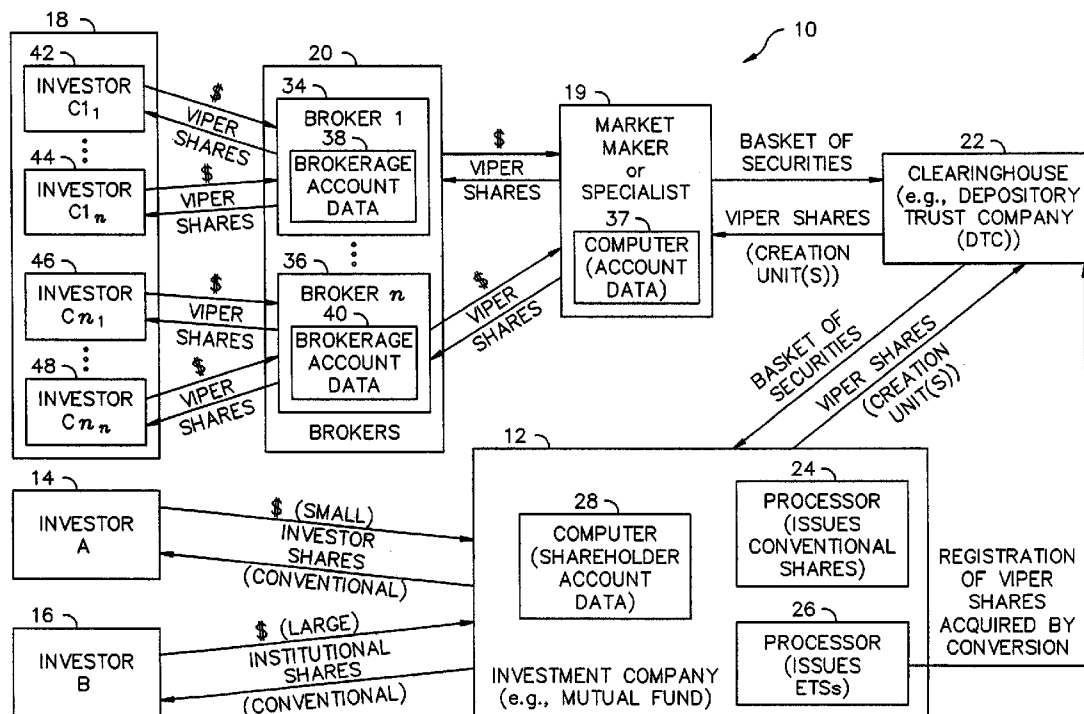 10
18
42
INVESTOR
C1₁
44
INVESTOR
C1ₙ
46
INVESTOR
Cn₁
48
INVESTOR
Cnₙ
$
VIPER
SHARES
$
VIPER
SHARES
$
VIPER
SHARES
$
VIPER
SHARES
20
34
BROKER 1
38
BROKERAGE
ACCOUNT
DATA
36
BROKER n
40
BROKERAGE
ACCOUNT
DATA
BROKERS
$
VIPER
SHARES
$
VIPER
SHARES
19
MARKET
MAKER
or
SPECIALIST
37
COMPUTER
(ACCOUNT
DATA)
BASKET OF
SECURITIES
VIPER SHARES
(CREATION
UNIT(S))
22
CLEARINGHOUSE
(e.g., DEPOSITORY
TRUST COMPANY
(DTC))
BASKET OF
SECURITIES
VIPER SHARES
(CREATION
UNIT(S))
14
INVESTOR
A
$ (SMALL)
INVESTOR
SHARES
(CONVENTIONAL)
16
INVESTOR
B
$ (LARGE)
INSTITUTIONAL
SHARES
(CONVENTIONAL)
12
28
COMPUTER
(SHAREHOLDER
ACCOUNT
DATA)
INVESTMENT COMPANY
(e.g., MUTUAL FUND)
24
PROCESSOR
(ISSUES
CONVENTIONAL
SHARES)
26
PROCESSOR
(ISSUES
ETSs)
REGISTRATION
OF VIPER
SHARES
ACQUIRED BY
CONVERSION